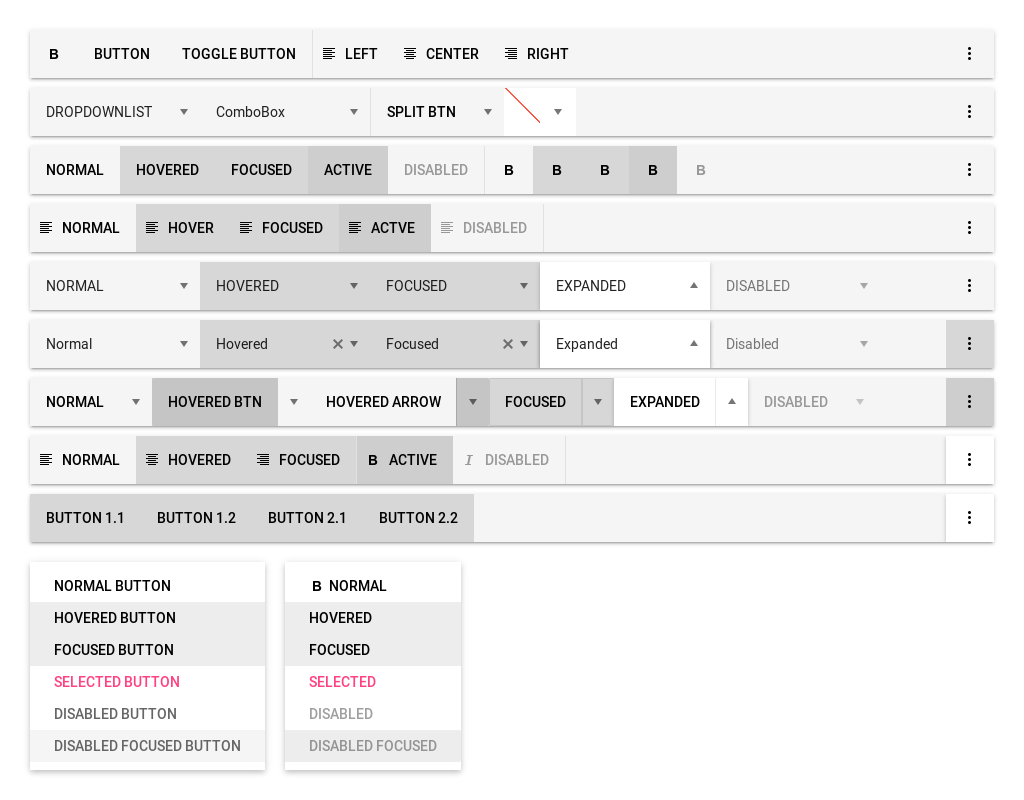 B BUTTON TOGGLE BUTTON LEFT CENTER RIGHT
DROPDOWNLIST ComboBox SPLIT BTN
NORMAL HOVERED FOCUSED ACTIVE DISABLED B B B B B
NORMAL HOVER FOCUSED ACTVE DISABLED
NORMAL HOVERED FOCUSED EXPANDED DISABLED
Normal Hovered Focused Expanded Disabled
NORMAL HOVERED BTN HOVERED ARROW FOCUSED EXPANDED DISABLED
NORMAL HOVERED FOCUSED B ACTIVE I DISABLED
BUTTON 1.1 BUTTON 1.2 BUTTON 2.1 BUTTON 2.2
NORMAL BUTTON
HOVERED BUTTON
FOCUSED BUTTON
SELECTED BUTTON
DISABLED BUTTON
DISABLED FOCUSED BUTTON
B NORMAL
HOVERED
FOCUSED
SELECTED
DISABLED
DISABLED FOCUSED